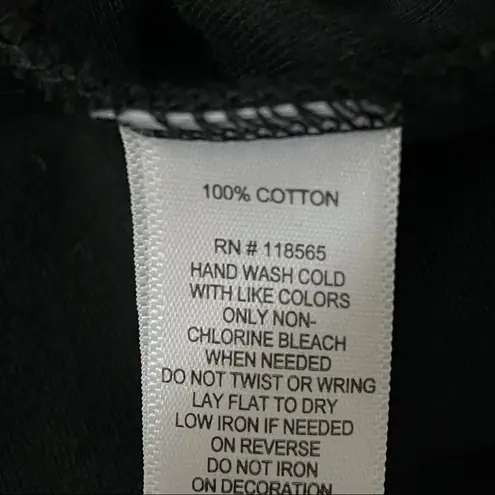 100% COTTON
RN # 118565
HAND WASH COLD
WITH LIKE COLORS
ONLY NON-
CHLORINE BLEACH
WHEN NEEDED
DO NOT TWIST OR WRING
LAY FLAT TO DRY
LOW IRON IF NEEDED
ON REVERSE
DO NOT IRON
ON DECORATION